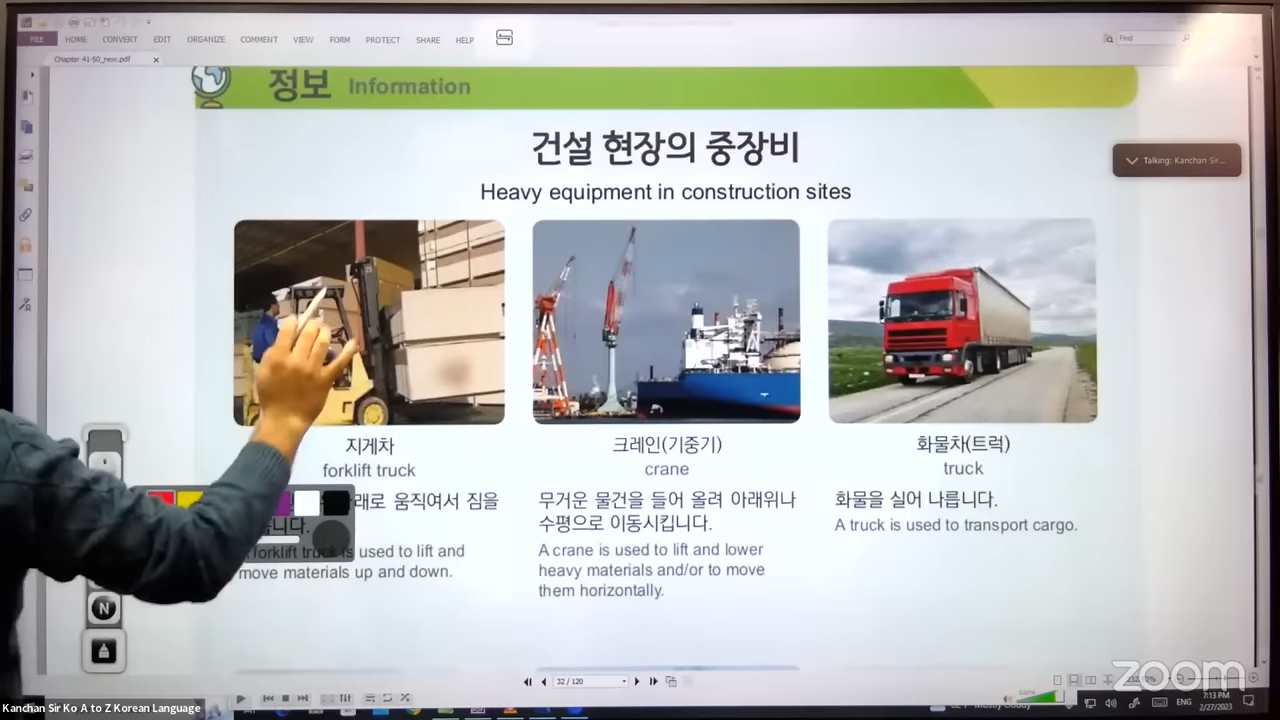 FILE HOME CONVERT EDIT ORGANIZE COMMENT VIEW FORM PROTECT SHARE HELP
Find
Chapter 41-50_new.pdf
정보 Information
건설 현장의 중장비
Heavy equipment in construction sites
Talking: Kanchan Sir...
지게차
forklift truck
움직여서 짐을
forklift truck is used to lift and
move materials up and down.
크레인(기중기)
crane
무거운 물건을 들어 올려 아래위나
수평으로 이동시킵니다.
A crane is used to lift and lower
heavy materials and/or to move
them horizontally.
화물차(트럭)
truck
화물을 실어 나릅니다.
A truck is used to transport cargo.
N
32 / 120
zoom
ENG
7:13 PM
2/27/2023
Kanchan Sir Ko A to Z Korean Language